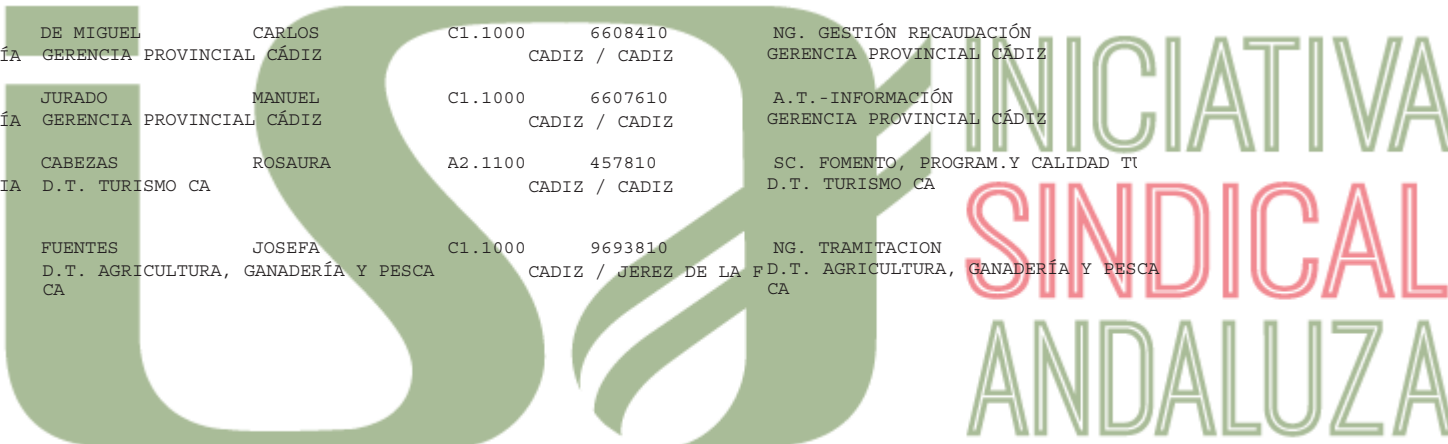 DE MIGUEL CARLOS C1.1000 6608410 NG. GESTIÓN RECAUDACIÓN
ÍA GERENCIA PROVINCIAL CÁDIZ CADIZ / CADIZ GERENCIA PROVINCIAL CÁDIZ
JURADO MANUEL C1.1000 6607610 A.T.-INFORMACIÓN
ÍA GERENCIA PROVINCIAL CÁDIZ CADIZ / CADIZ GERENCIA PROVINCIAL CÁDIZ
CABEZAS ROSAURA A2.1100 457810 SC. FOMENTO, PROGRAM.Y CALIDAD TU
IA D.T. TURISMO CA CADIZ / CADIZ D.T. TURISMO CA
FUENTES JOSEFA C1.1000 9693810 NG. TRAMITACION
D.T. AGRICULTURA, GANADERÍA Y PESCA CADIZ / JEREZ DE LA F D.T. AGRICULTURA, GANADERÍA Y PESCA
CA CA
isa
INICIATIVA
SINDICAL
ANDALUZA